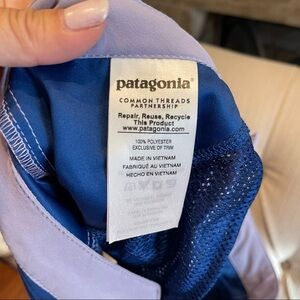 patagonia®
COMMON THREADS
PARTNERSHIP
Repair, Reuse, Recycle
This Product
www.patagonia.com
100% POLYESTER
EXCLUSIVE OF TRIM
MADE IN VIETNAM
FABRIQUÉ AU VIETNAM
HECHO EN VIETNAM